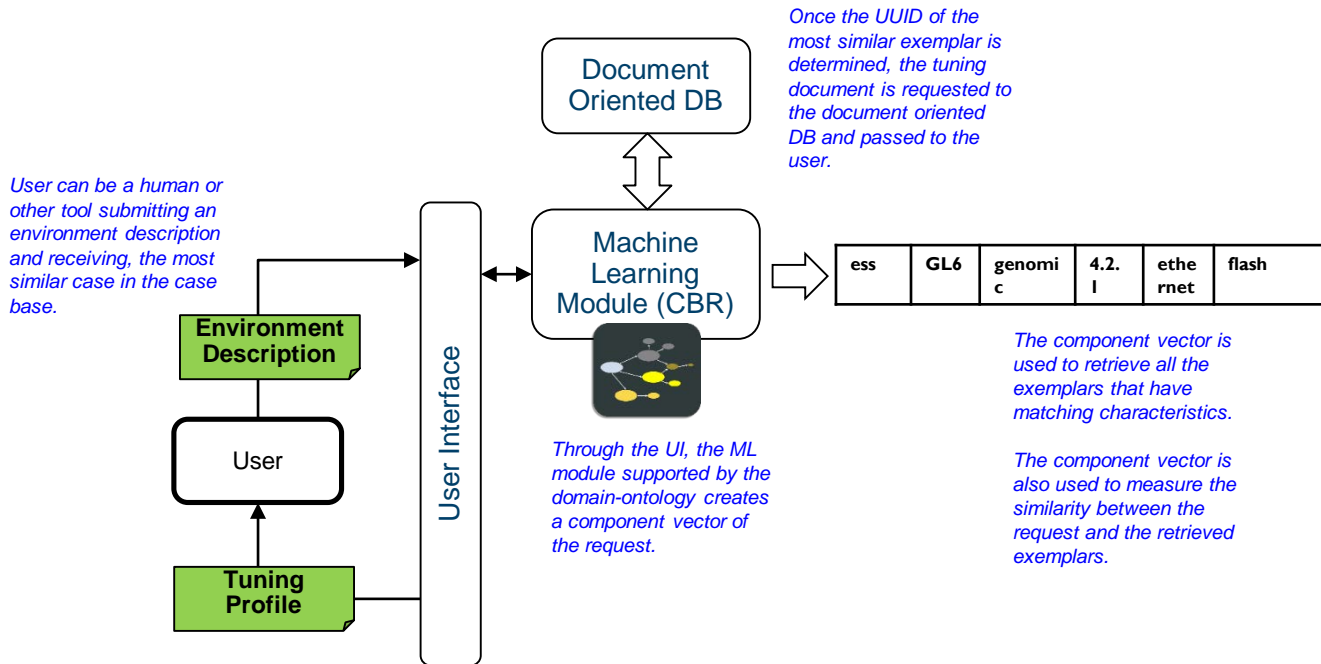 Once the UUID of the
most similar exemplar is
determined, the tuning
document is requested to
the document oriented
DB and passed to the
user.
Document
Oriented DB
User can be a human or
other tool submitting an
environment description
and receiving, the most
similar case in the case
base.
Environment
Description
User
Tuning
Profile
User Interface
Machine
Learning
Module (CBR)
Through the UI, the ML
module supported by the
domain-ontology creates
a component vector of
the request.
ess
GL6
genomi
c
4.2.
1
ethe
rnet
flash
The component vector is
used to retrieve all the
exemplars that have
matching characteristics.
The component vector is
also used to measure the
similarity between the
request and the retrieved
exemplars.